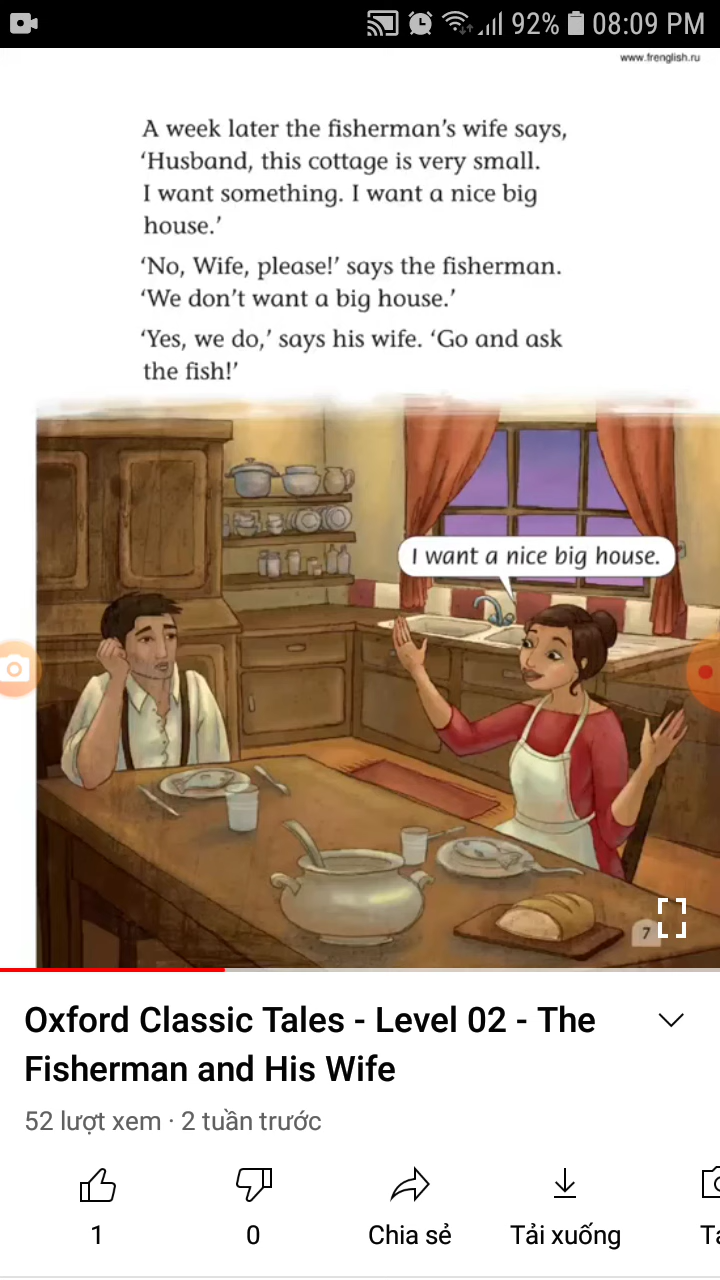 92% 08:09 PM
www.frenglish.ru
A week later the fisherman's wife says,
'Husband, this cottage is very small.
I want something. I want a nice big
house.'
'No, Wife, please!' says the fisherman.
'We don't want a big house.'
'Yes, we do,' says his wife. 'Go and ask
the fish!'
I want a nice big house.
7
Oxford Classic Tales - Level 02 - The
Fisherman and His Wife
52 lượt xem · 2 tuần trước
1 0 Chia sẻ Tải xuống